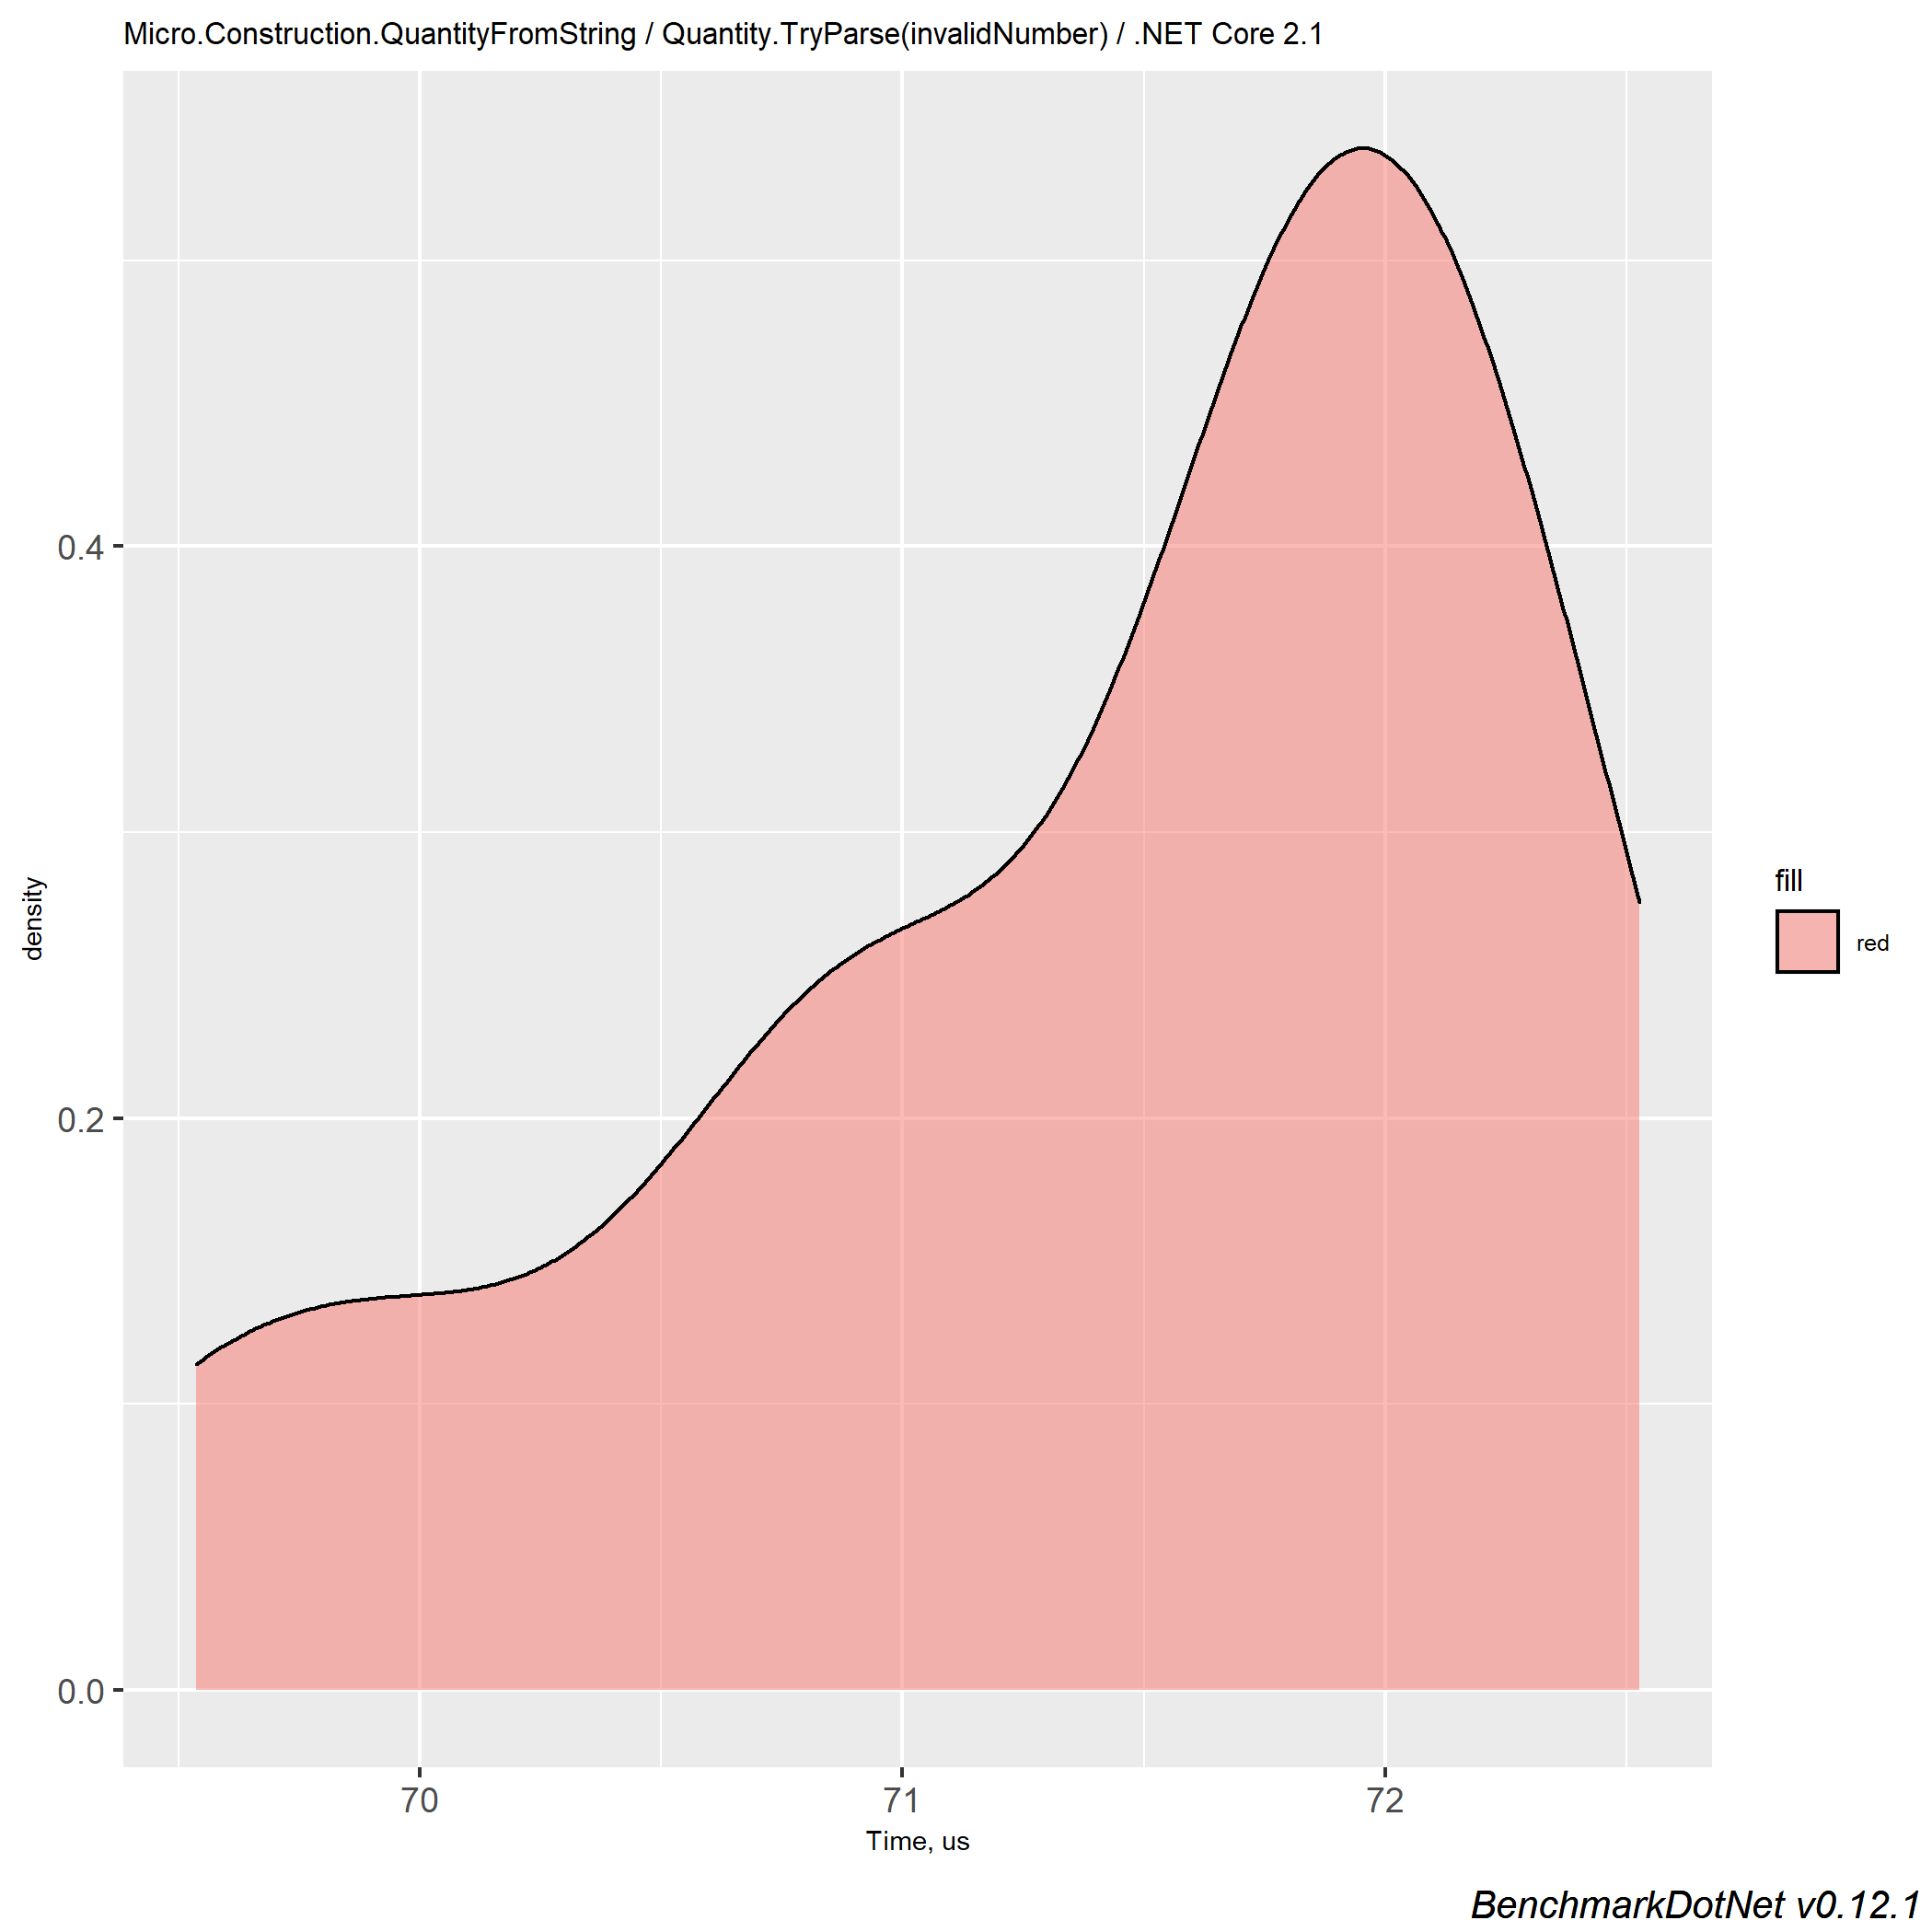 Micro.Construction.QuantityFromString / Quantity.TryParse(invalidNumber) / .NET Core 2.1
density
0.4
0.2
0.0
70 71 72
Time, us
fill
red
BenchmarkDotNet v0.12.1